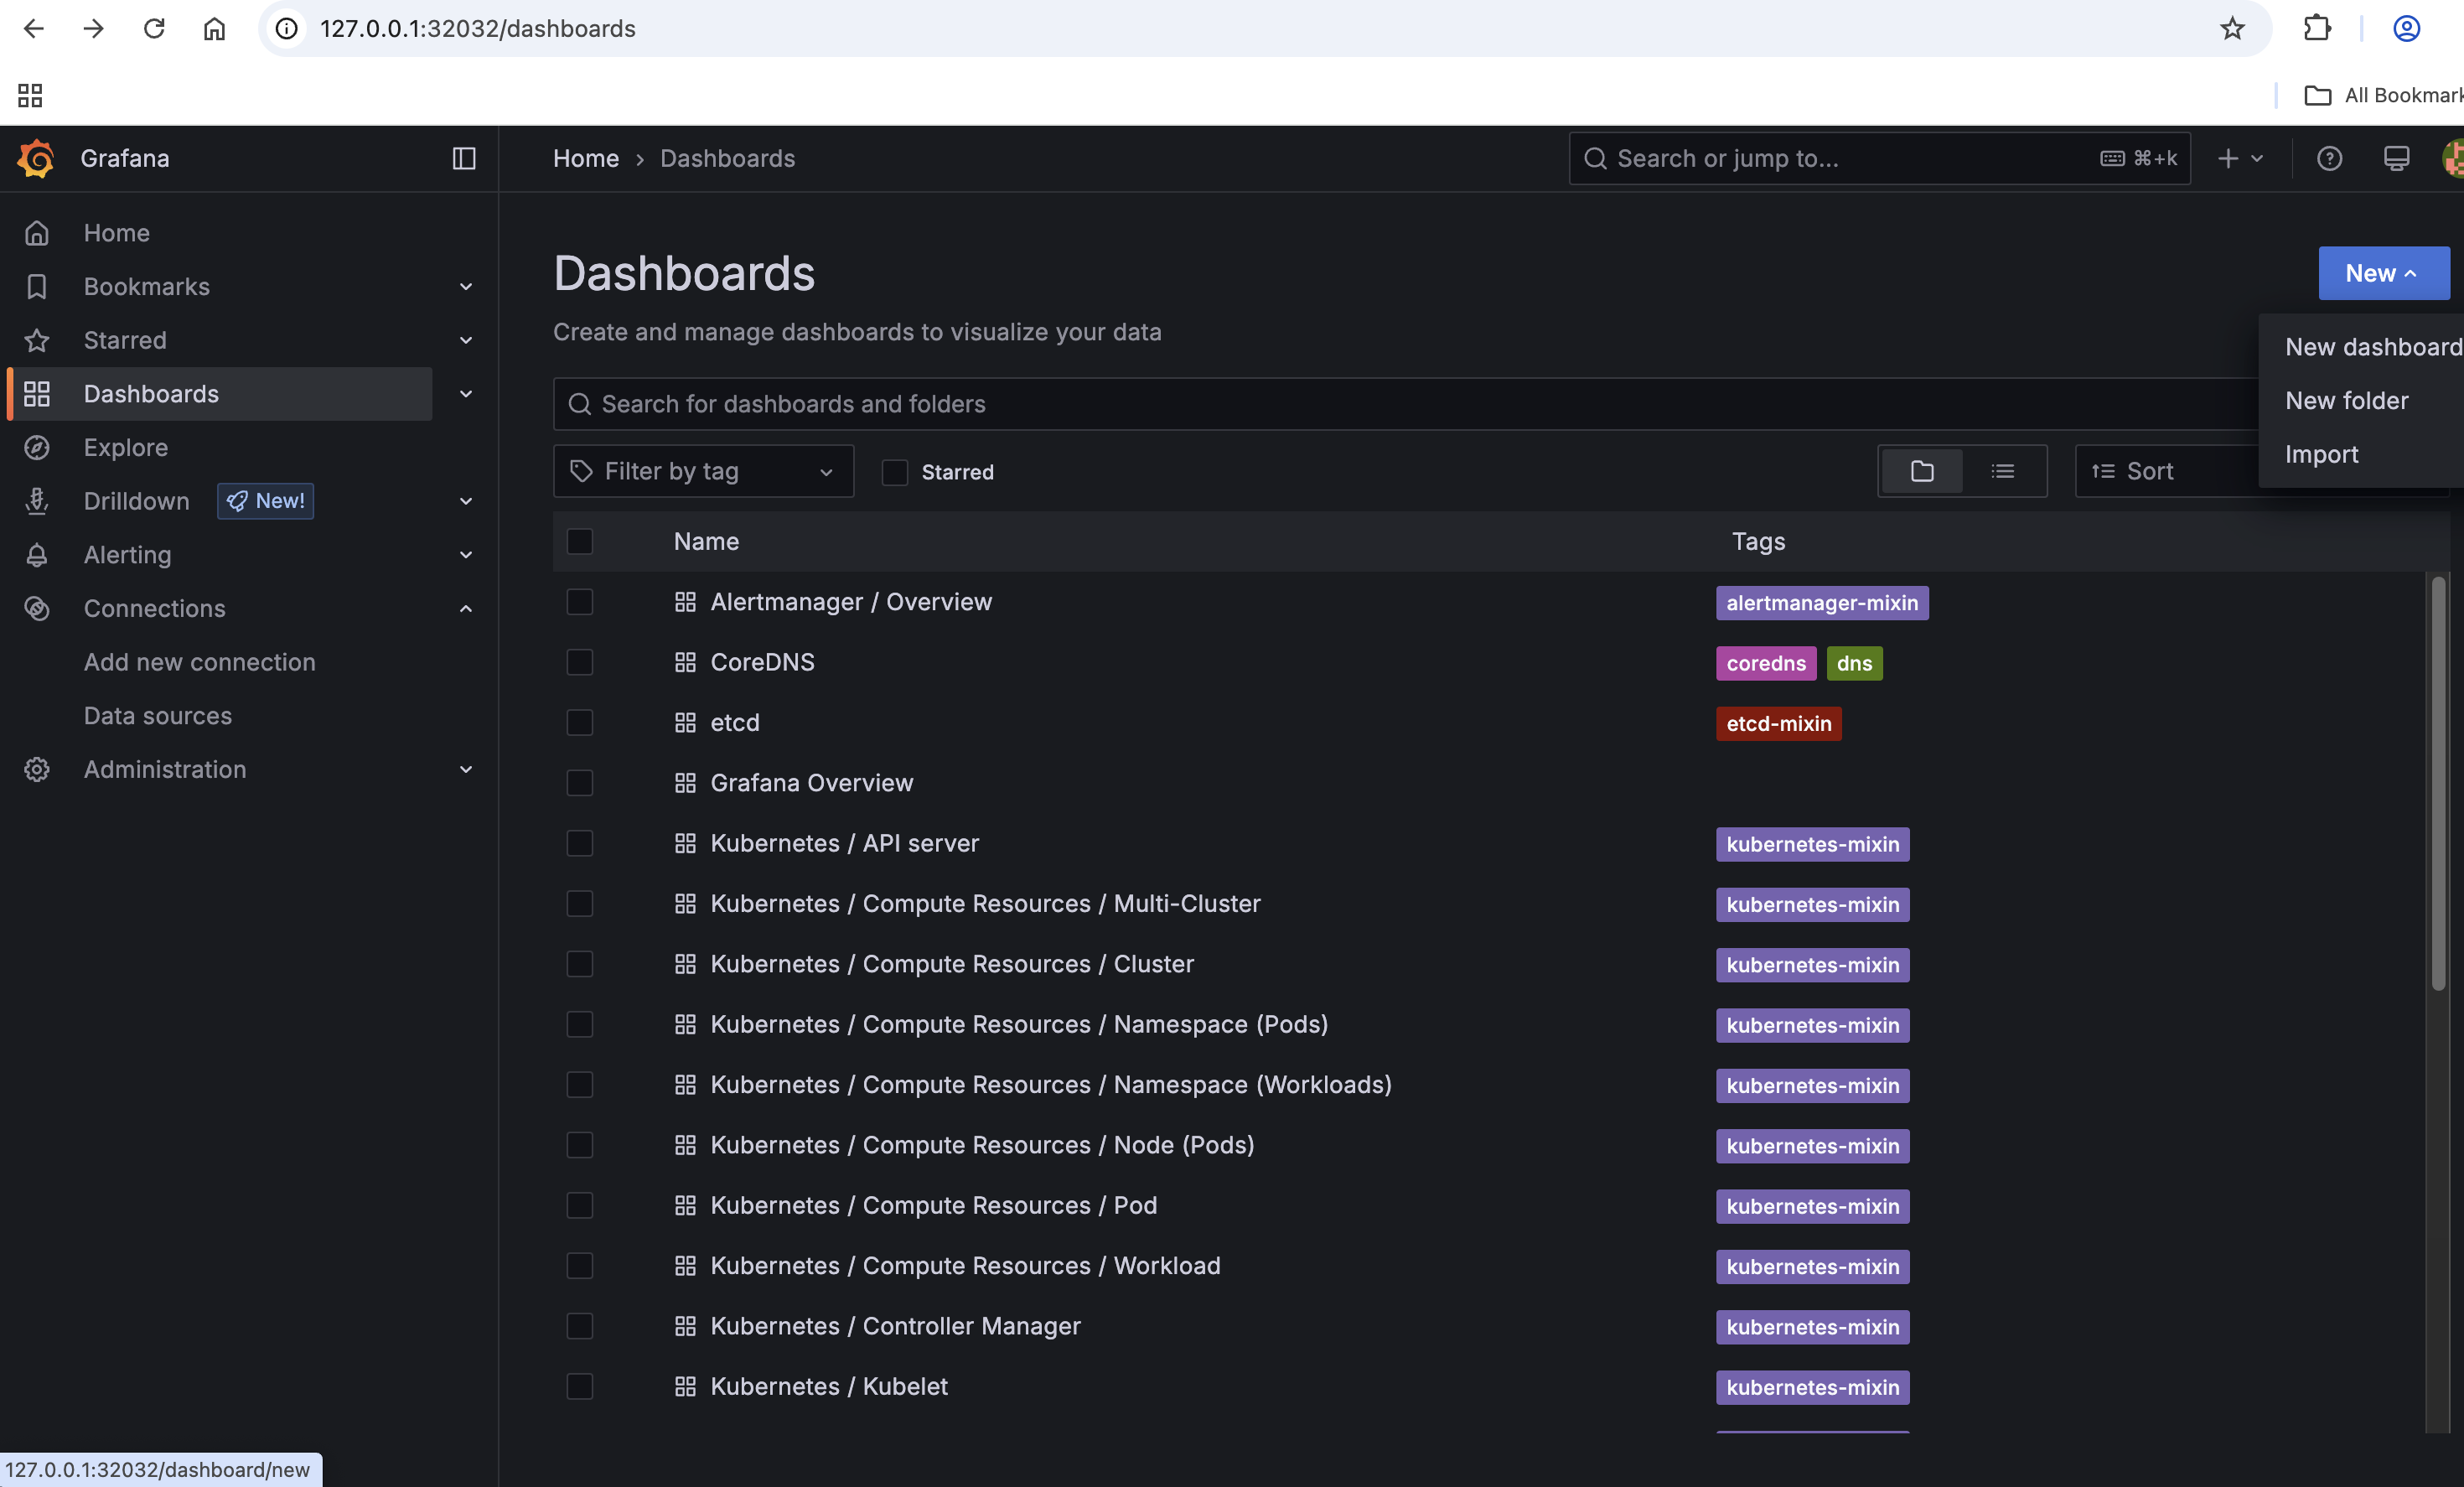 127.0.0.1:32032/dashboards
All Bookmark
Grafana
Home › Dashboards
Search or jump to... ⌘+k
Home
Bookmarks
Starred
Dashboards
Explore
Drilldown New!
Alerting
Connections
Add new connection
Data sources
Administration
Dashboards
Create and manage dashboards to visualize your data
New
New dashboard
New folder
Import
Search for dashboards and folders
Filter by tag Starred Sort
Name Tags
Alertmanager / Overview alertmanager-mixin
CoreDNS coredns dns
etcd etcd-mixin
Grafana Overview
Kubernetes / API server kubernetes-mixin
Kubernetes / Compute Resources / Multi-Cluster kubernetes-mixin
Kubernetes / Compute Resources / Cluster kubernetes-mixin
Kubernetes / Compute Resources / Namespace (Pods) kubernetes-mixin
Kubernetes / Compute Resources / Namespace (Workloads) kubernetes-mixin
Kubernetes / Compute Resources / Node (Pods) kubernetes-mixin
Kubernetes / Compute Resources / Pod kubernetes-mixin
Kubernetes / Compute Resources / Workload kubernetes-mixin
Kubernetes / Controller Manager kubernetes-mixin
Kubernetes / Kubelet kubernetes-mixin
127.0.0.1:32032/dashboard/new